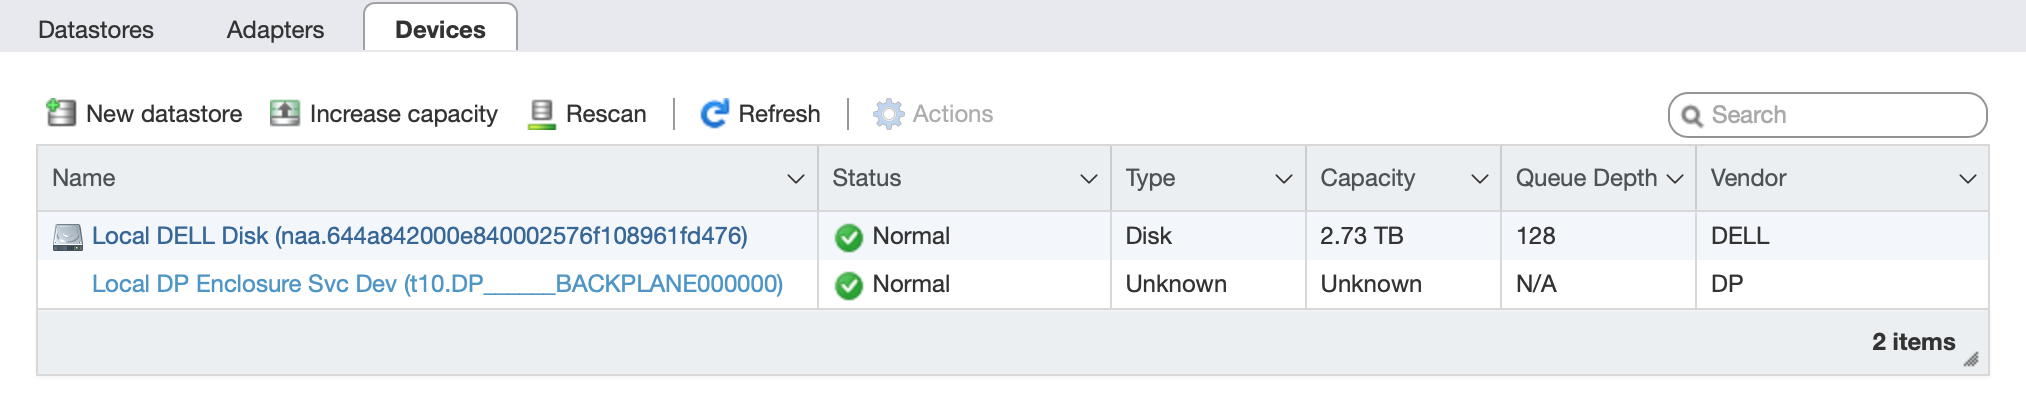 Datastores Adapters Devices
New datastore Increase capacity Rescan Refresh Actions Search
Name Status Type Capacity Queue Depth Vendor
Local DELL Disk (naa.644a842000e840002576f108961fd476) Normal Disk 2.73 TB 128 DELL
Local DP Enclosure Svc Dev (t10.DP______BACKPLANE000000) Normal Unknown Unknown N/A DP
2 items